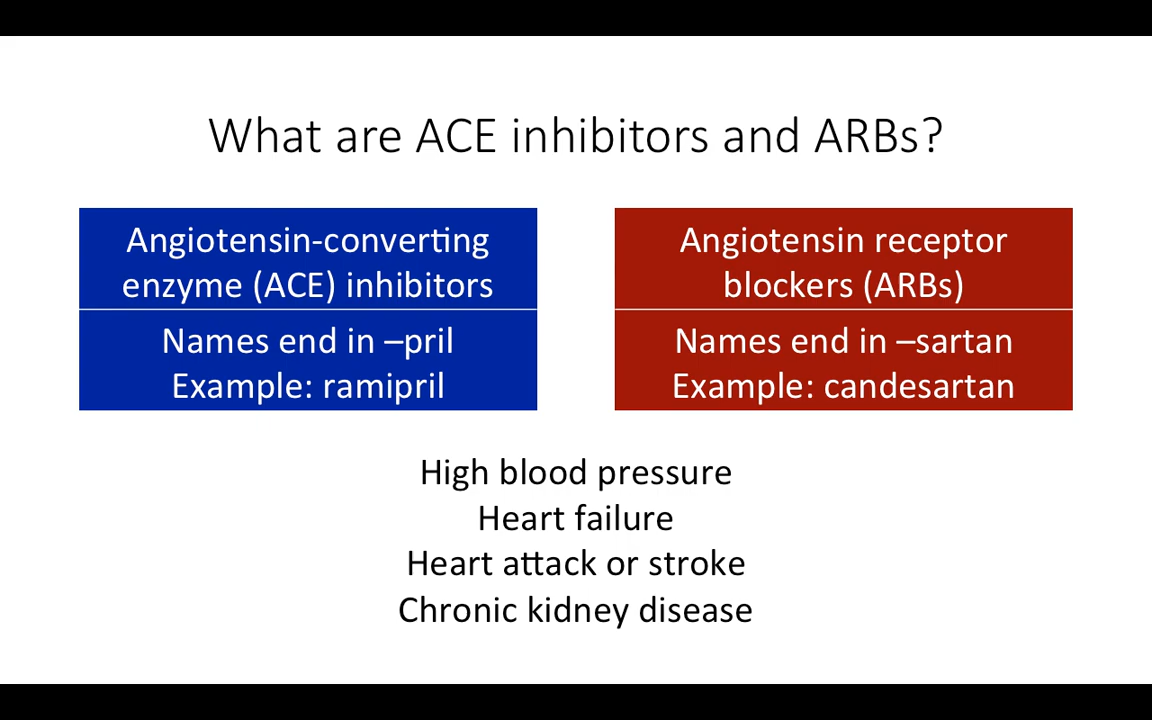 What are ACE inhibitors and ARBs?
Angiotensin-converting
enzyme (ACE) inhibitors
Names end in –pril
Example: ramipril
Angiotensin receptor
blockers (ARBs)
Names end in –sartan
Example: candesartan
High blood pressure
Heart failure
Heart attack or stroke
Chronic kidney disease